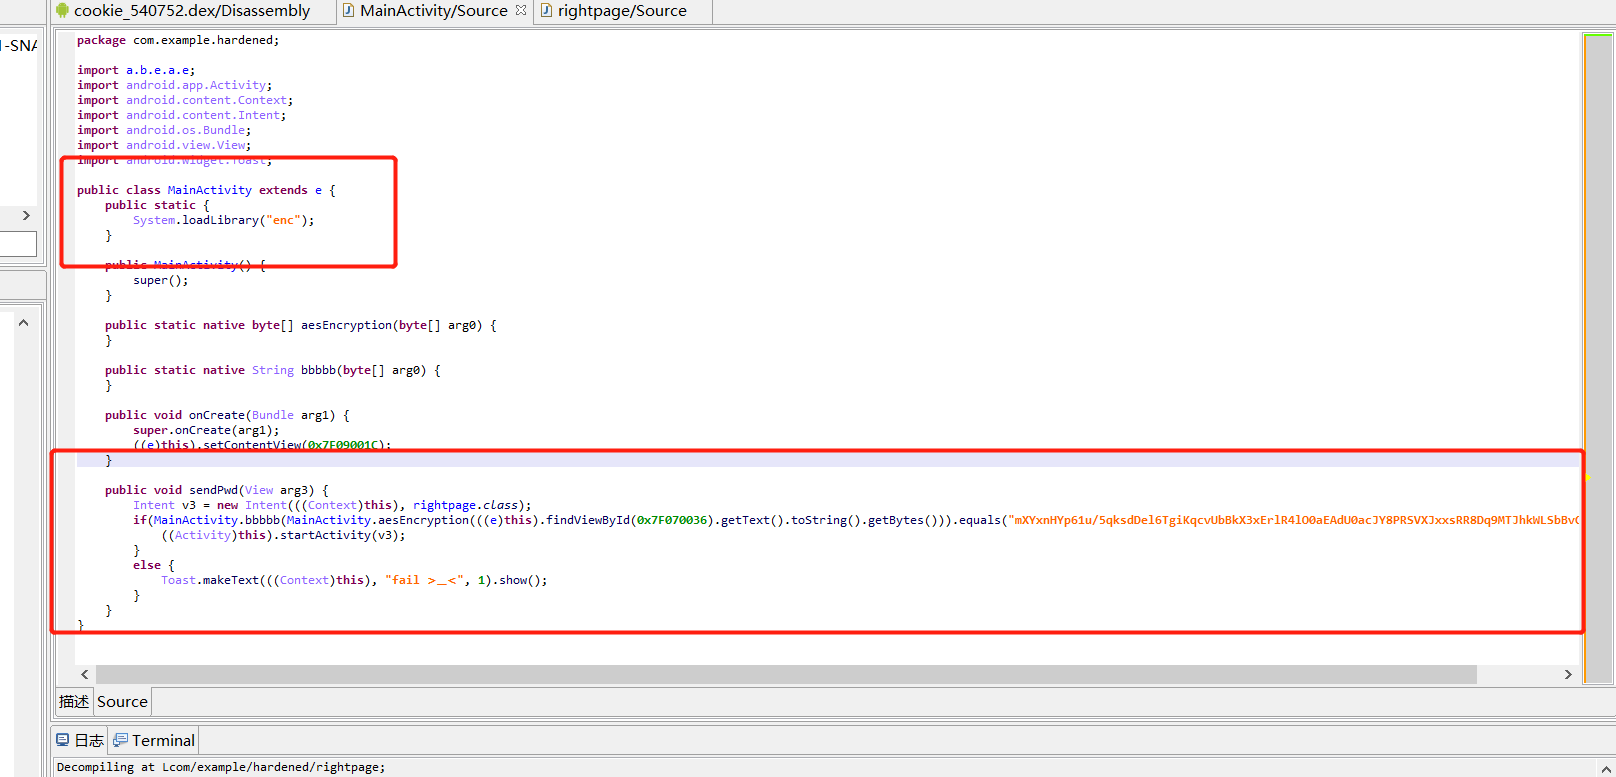 cookie_540752.dex/Disassembly
MainActivity/Source
rightpage/Source
-SNA
package com.example.hardened;
import a.b.e.a.e;
import android.app.Activity;
import android.content.Context;
import android.content.Intent;
import android.os.Bundle;
import android.view.View;
import android.widget.Toast;
public class MainActivity extends e {
public static {
System.loadLibrary("enc");
}
public MainActivity() {
super();
}
public static native byte[] aesEncryption(byte[] arg0) {
}
public static native String bbbbb(byte[] arg0) {
}
public void onCreate(Bundle arg1) {
super.onCreate(arg1);
((e)this).setContentView(0x7F09001C);
}
public void sendPwd(View arg3) {
Intent v3 = new Intent(((Context)this), rightpage.class);
if(MainActivity.bbbbb(MainActivity.aesEncryption(((e)this).findViewById(0x7F070036).getText().toString().getBytes())).equals("mXYxnHYp61u/5qksdDel6TgiKqcvUbBkX3xErlR4lO0aEAdU0acJY8PRSVXJxxsRR8Dq9MTJhkWLSbBv
((Activity)this).startActivity(v3);
}
else {
Toast.makeText(((Context)this), "fail >_<", 1).show();
}
}
}
描述
Source
日志
Terminal
Decompiling at Lcom/example/hardened/rightpage;